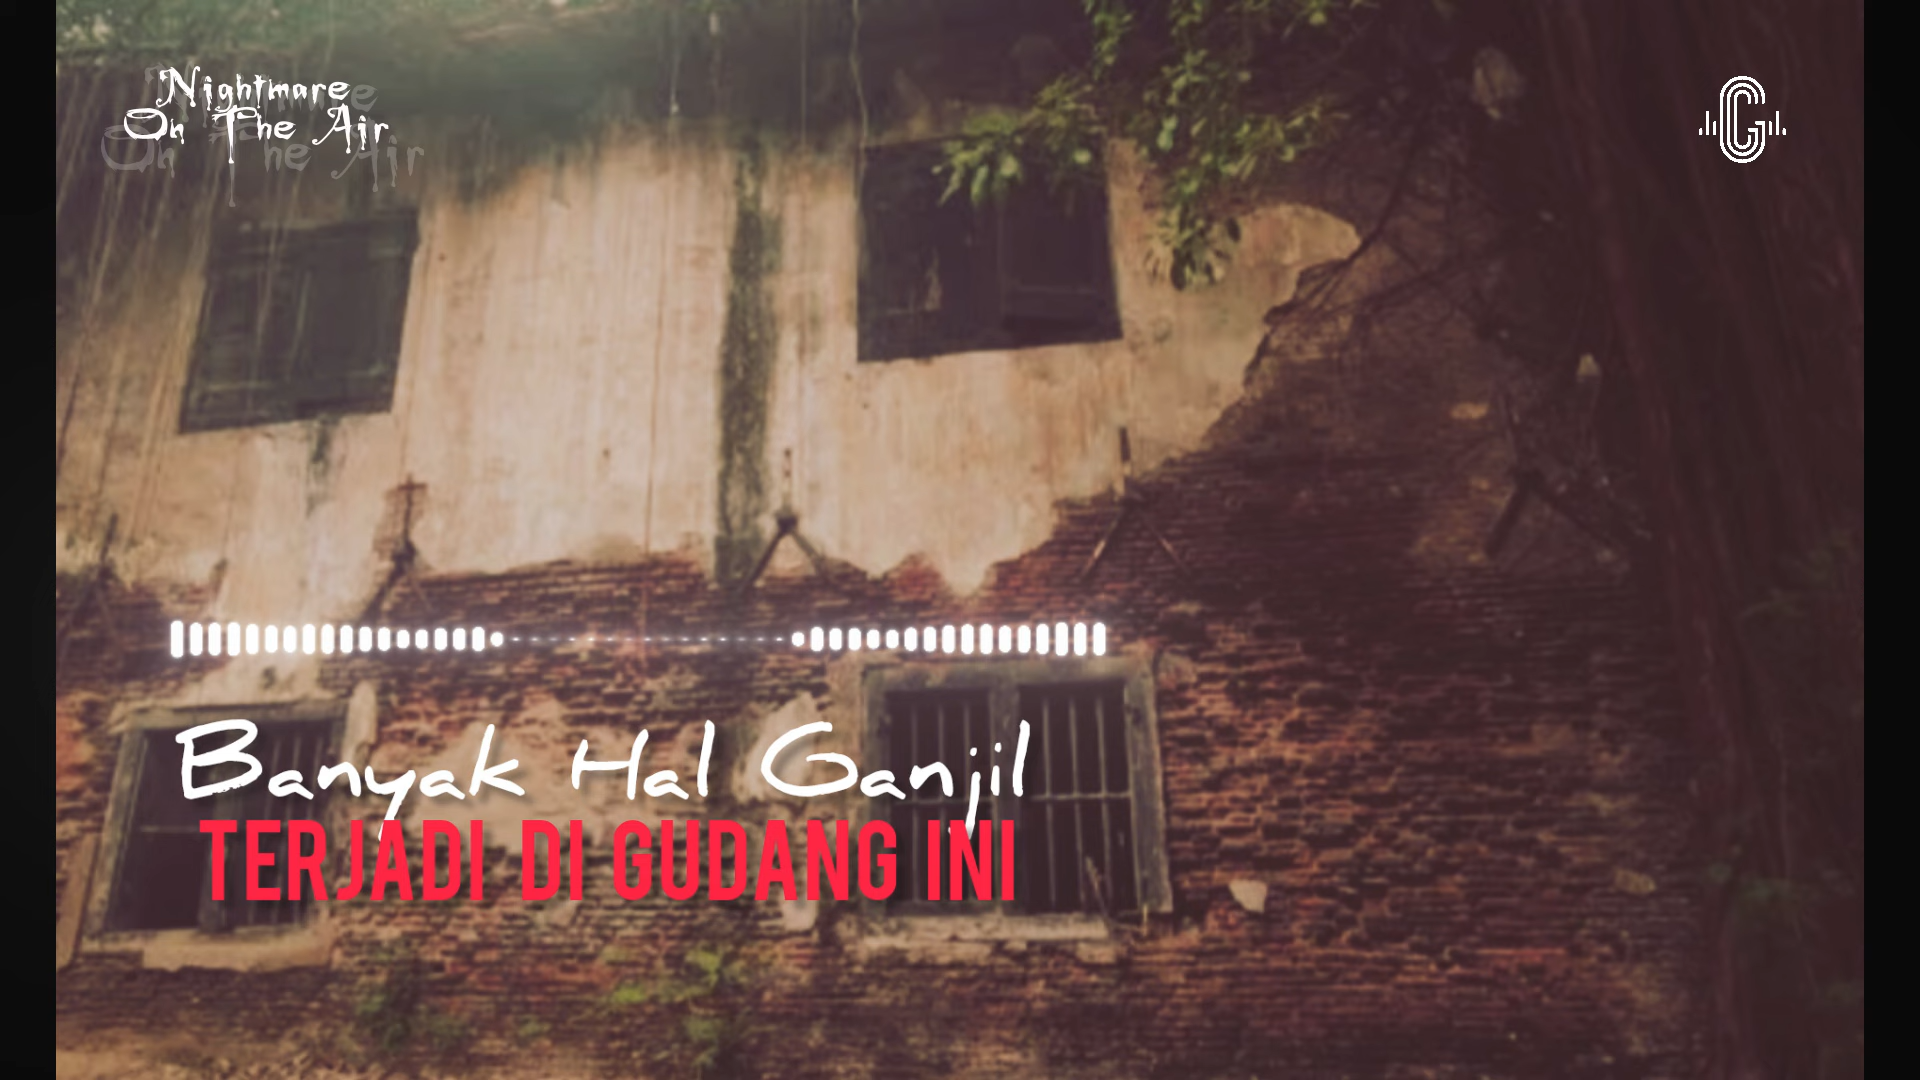 Nightmare
On The Air
G
Banyak Hal Ganjil
TERJADI DI GUDANG INI